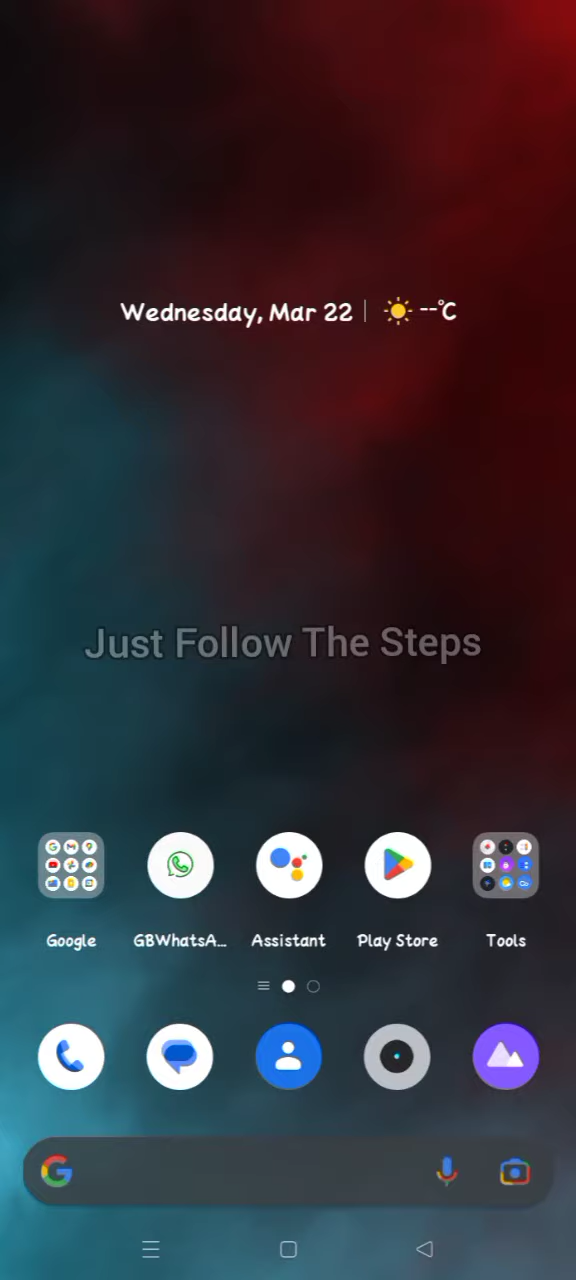 Wednesday, Mar 22 | --°C
Just Follow The Steps
Google GBWhatsA... Assistant Play Store Tools